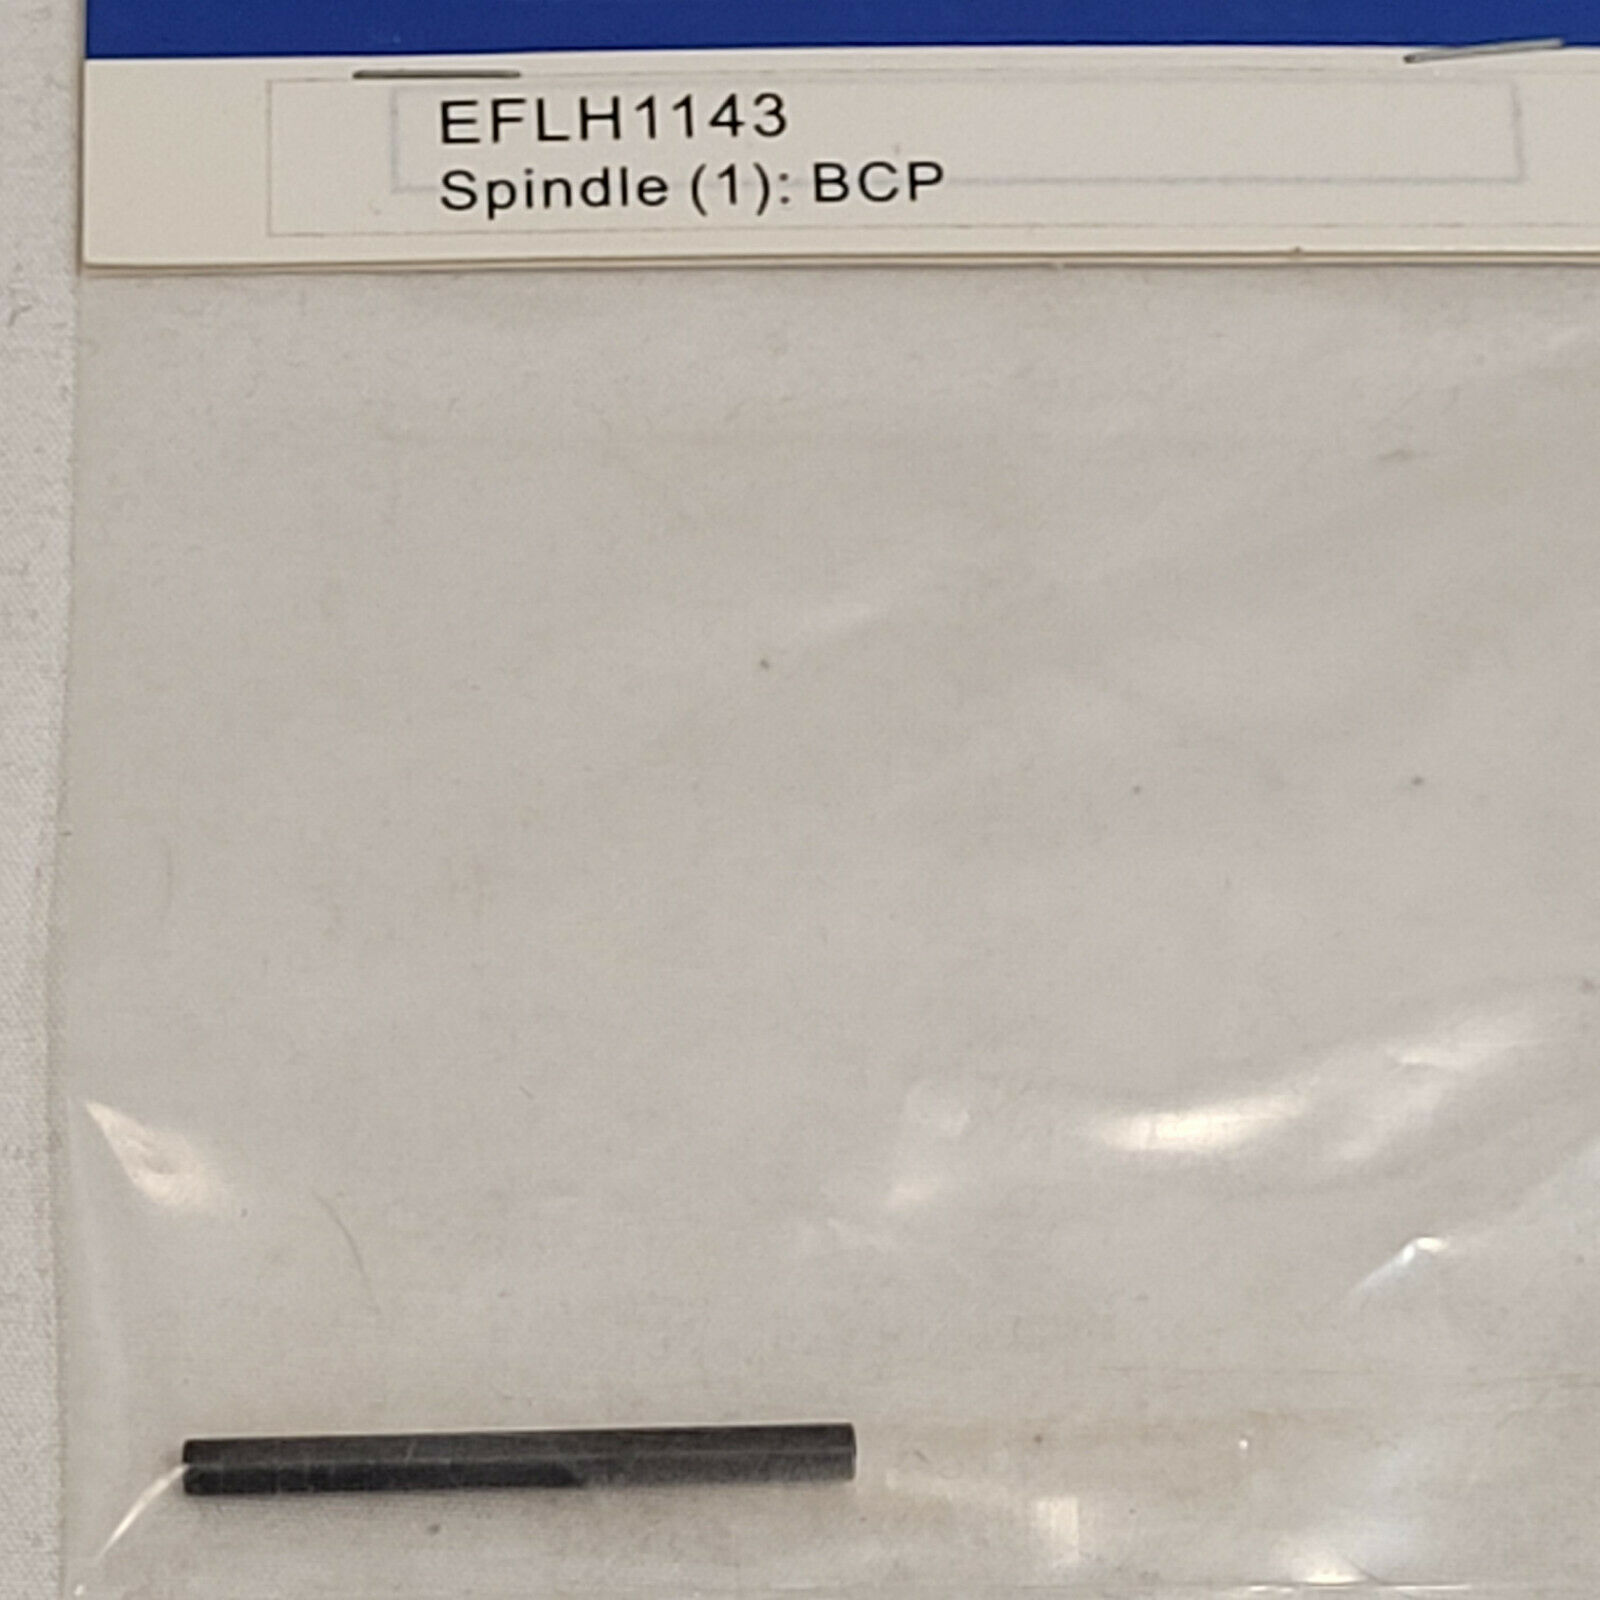 EFLH1143
Spindle (1): BCP